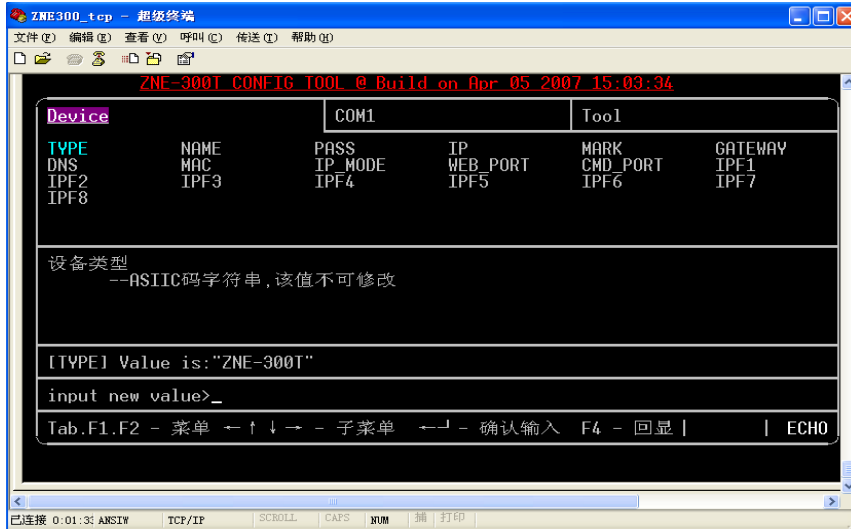 ZNE300_tcp - 超级终端
文件(F) 编辑(E) 查看(V) 呼叫(C) 传送(T) 帮助(H)
ZNE-300T CONFIG TOOL @ Build on Apr 05 2007 15:03:34
Device COM1 Tool
TYPE NAME PASS IP MARK GATEWAY
DNS MAC IP_MODE WEB_PORT CMD_PORT IPF1
IPF2 IPF3 IPF4 IPF5 IPF6 IPF7
IPF8
设备类型
--ASIIC码字符串,该值不可修改
[TYPE] Value is:"ZNE-300T"
input new value>_
Tab.F1.F2 - 菜单 ←↑↓→ - 子菜单 ←┘- 确认输入 F4 - 回显 | | ECHO
已连接 0:01:33 ANSIW TCP/IP SCROLL CAPS NUM 捕 打印